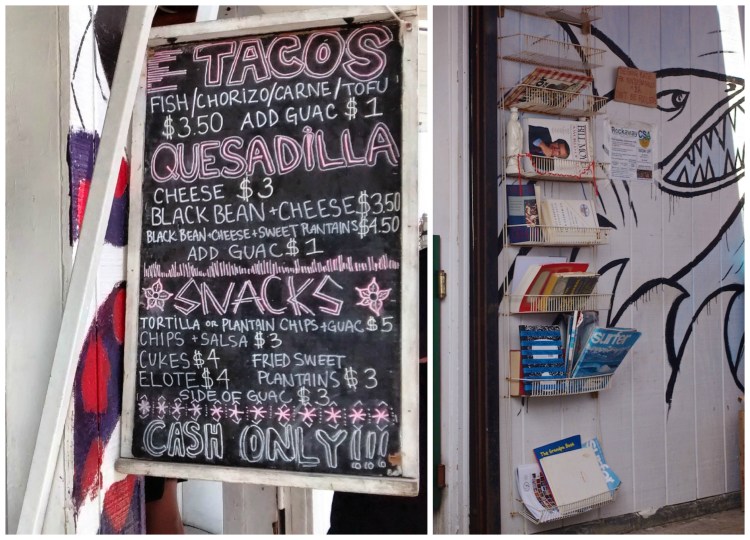 TACOS
FISH/CHORIZO/CARNE/TOFU
$3.50 ADD GUAC $1
QUESADILLA
CHEESE $3
BLACK BEAN + CHEESE $3.50
BLACK BEAN + CHEESE + SWEET PLANTAINS $4.50
ADD GUAC $1
SNACKS
TORTILLA OR PLANTAIN CHIPS + GUAC $5
CHIPS + SALSA $3
CUKES $4 FRIED SWEET
ELOTE $4 PLANTAINS $3
SIDE OF GUAC $3
CASH ONLY!!!
Rockaway CSA
surfer